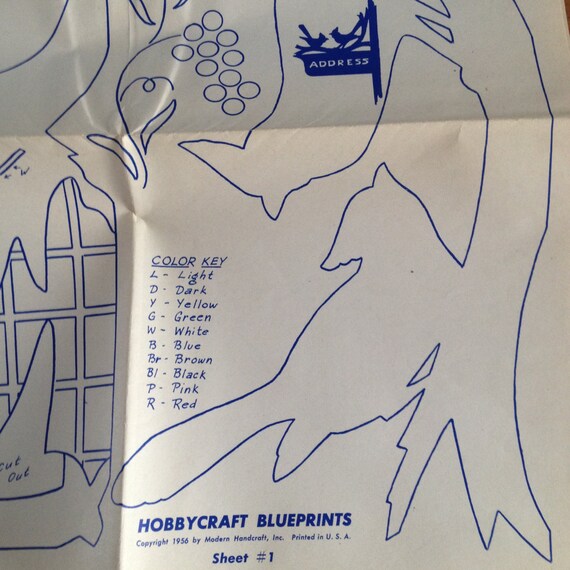 ADDRESS
W
COLOR KEY
L - Light
D - Dark
Y - Yellow
G - Green
W - White
B - Blue
Br - Brown
Bl - Black
P - Pink
R - Red
cut
Out
HOBBYCRAFT BLUEPRINTS
Copyright 1956 by Modern Handcraft, Inc. Printed in U. S. A.
Sheet #1